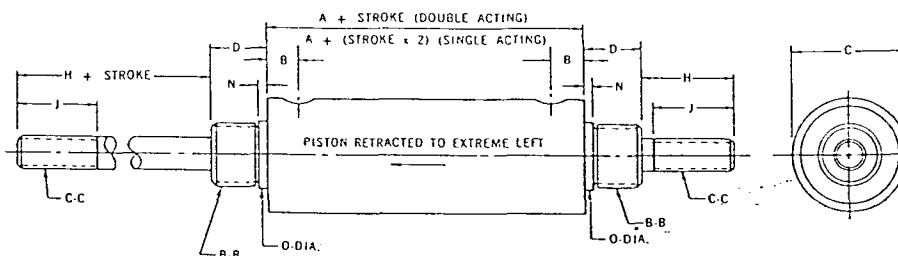 A + STROKE (DOUBLE ACTING)
A + (STROKE x 2) (SINGLE ACTING)
D
D
C
B
B
H + STROKE
N
N
H
J
J
PISTON RETRACTED TO EXTREME LEFT
C-C
C-C
B-B
B-B
O-DIA.
O-DIA.